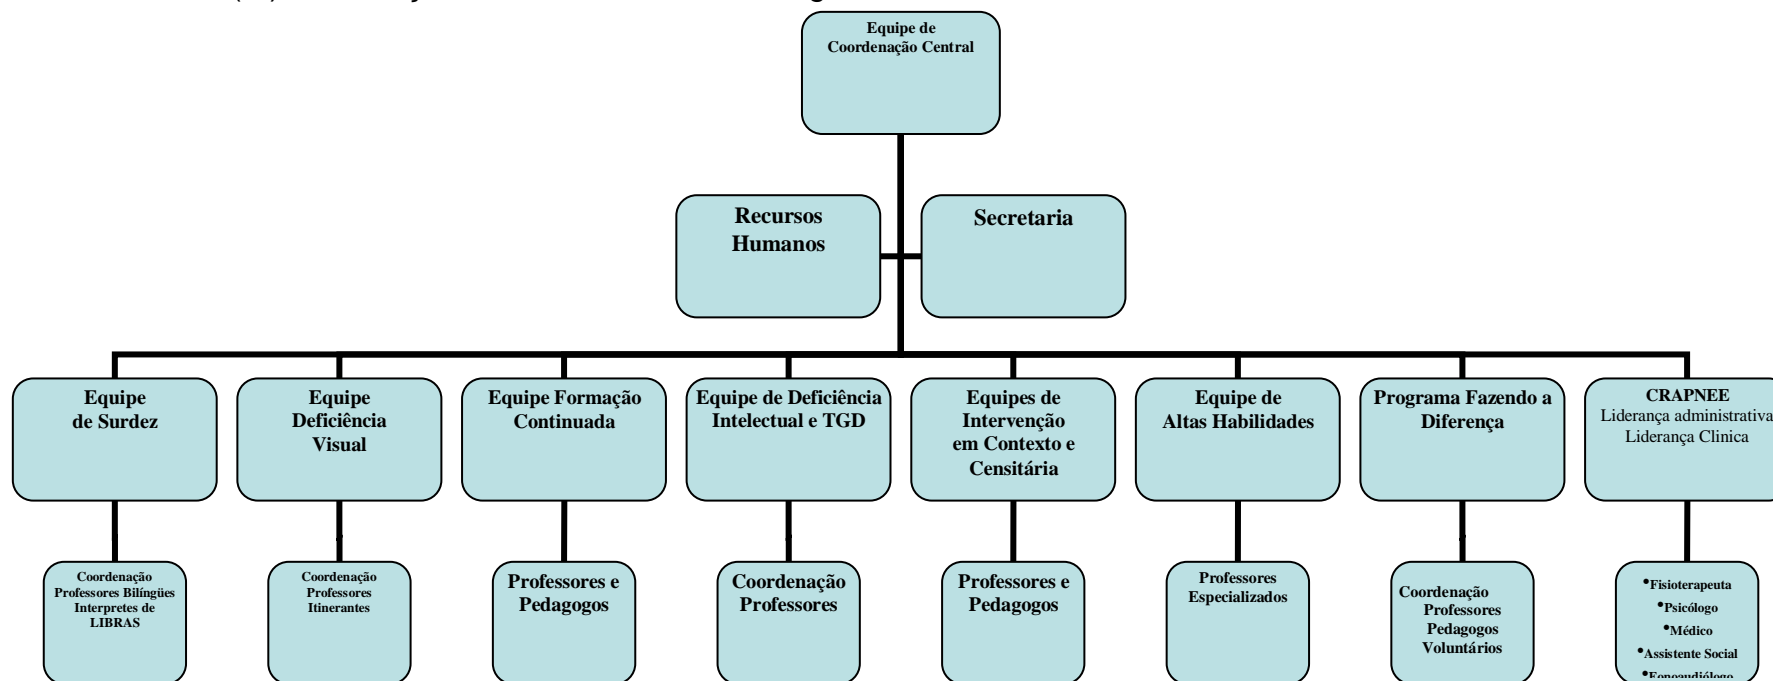 Equipe de
Coordenação Central
Recursos
Humanos
Secretaria
Equipe
de Surdez
Equipe
Deficiência
Visual
Equipe Formação
Continuada
Equipe de Deficiência
Intelectual e TGD
Equipes de
Intervenção
em Contexto e
Censitária
Equipe de
Altas Habilidades
Programa Fazendo a
Diferença
CRAPNEE
Liderança administrativa
Liderança Clinica
Coordenação
Professores Bilíngües
Interpretes de
LIBRAS
Coordenação
Professores
Itinerantes
Professores e
Pedagogos
Coordenação
Professores
Professores e
Pedagogos
Professores
Especializados
Coordenação
Professores
Pedagogos
Voluntários
•Fisioterapeuta
•Psicólogo
•Médico
•Assistente Social
•Fonoaudiólogo